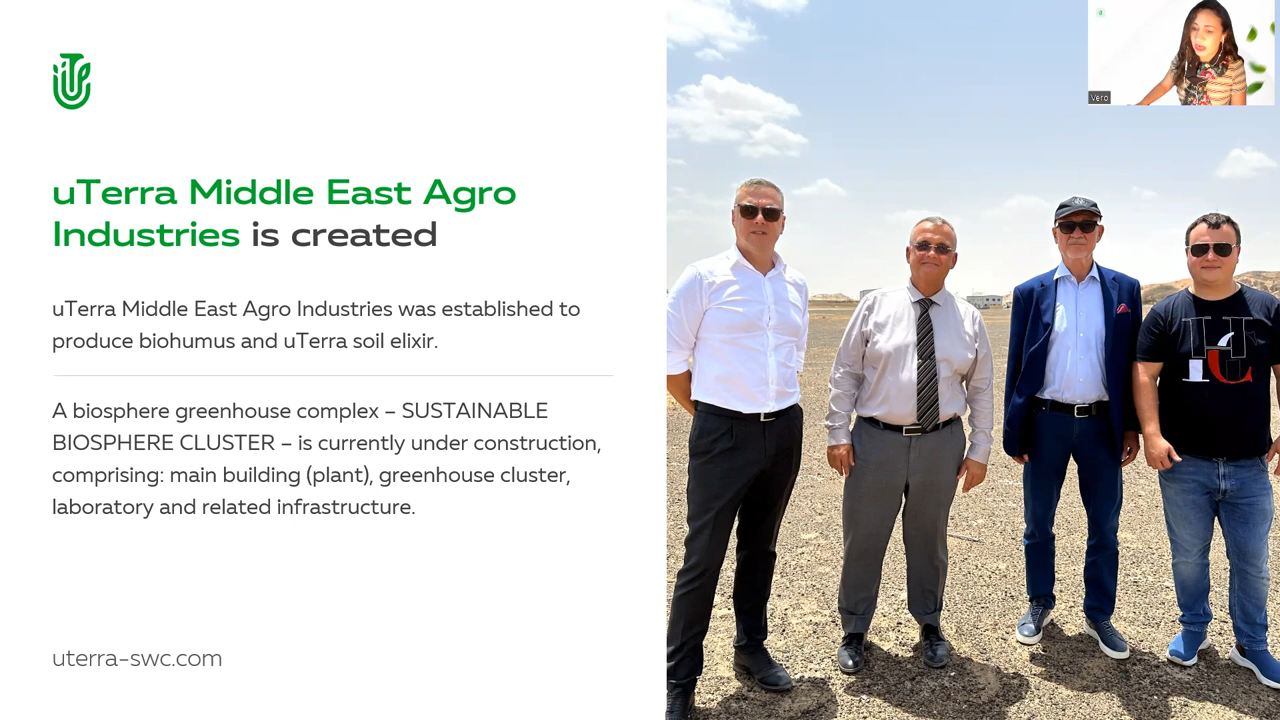 uTerra Middle East Agro
Industries is created
uTerra Middle East Agro Industries was established to
produce biohumus and uTerra soil elixir.
A biosphere greenhouse complex – SUSTAINABLE
BIOSPHERE CLUSTER – is currently under construction,
comprising: main building (plant), greenhouse cluster,
laboratory and related infrastructure.
uterra-swc.com
Vero